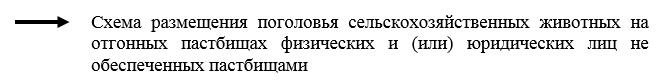 Схема размещения поголовья сельскохозяйственных животных на
отгонных пастбищах физических и (или) юридических лиц не
обеспеченных пастбищами